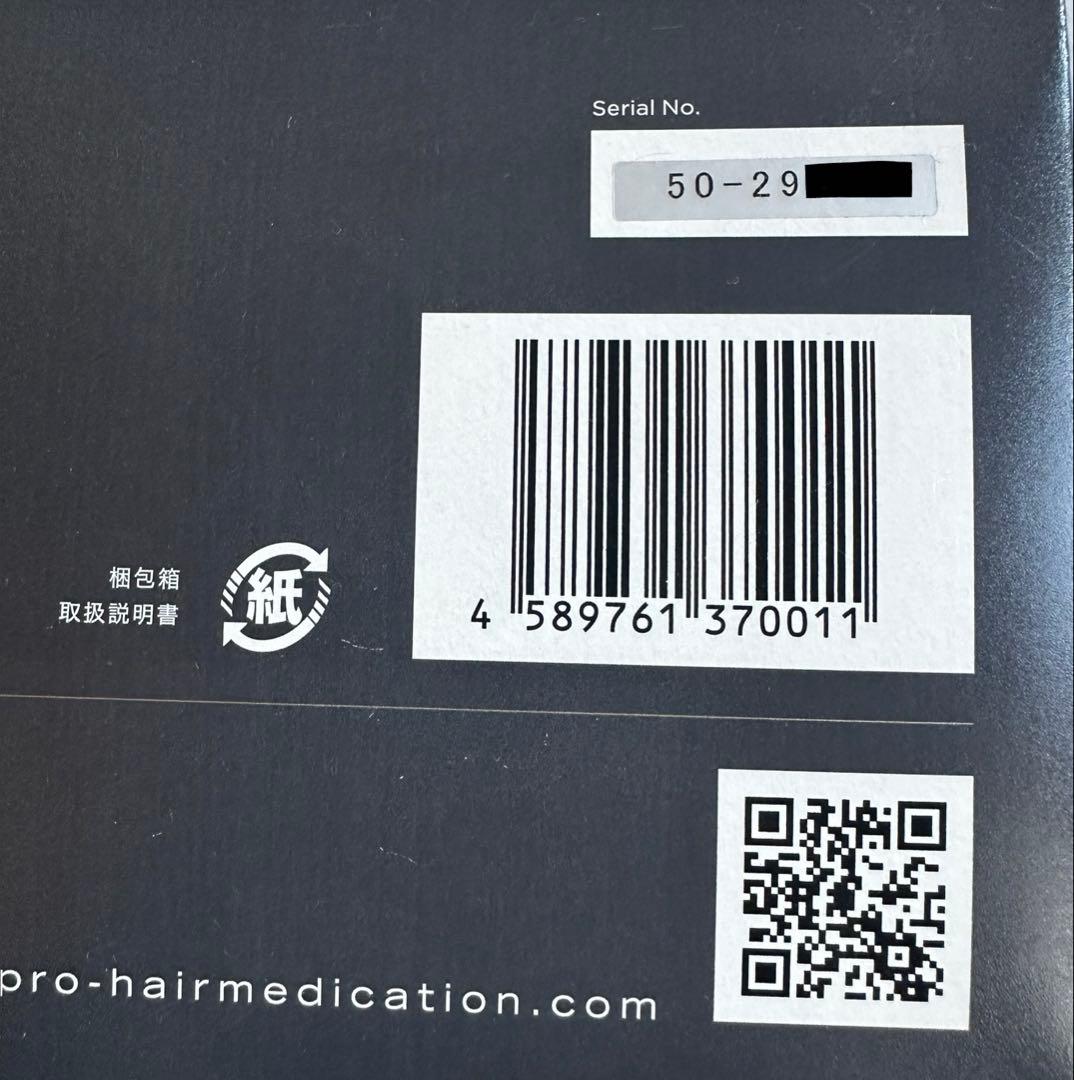 Serial No.
50-29
4 589761 370011
梱包箱
取扱説明書
紙
pro-hairmedication.com